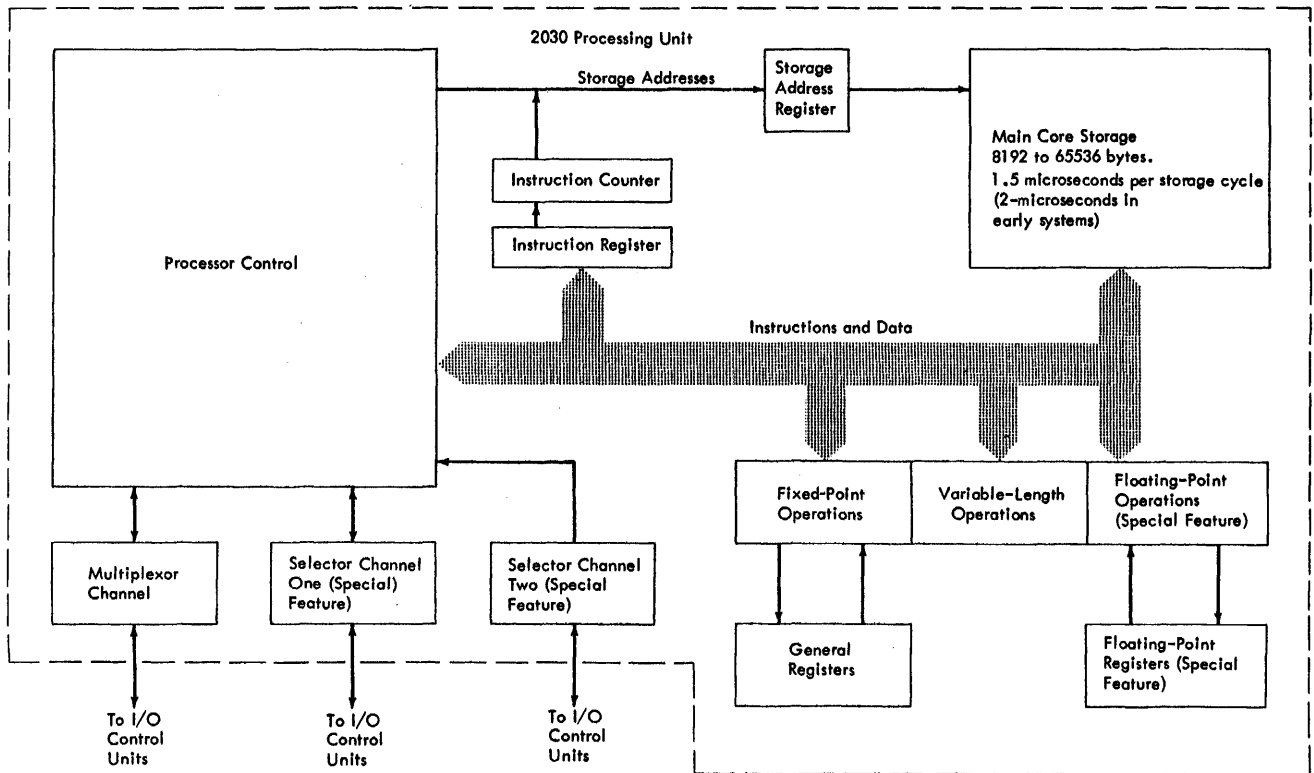 2030 Processing Unit
Storage Addresses
Storage
Address
Register
Main Core Storage
8192 to 65536 bytes.
1.5 microseconds per storage cycle
(2-microseconds in
early systems)
Instruction Counter
Instruction Register
Processor Control
Instructions and Data
Fixed-Point
Operations
Variable-Length
Operations
Floating-Point
Operations
(Special Feature)
Multiplexor
Channel
Selector Channel
One (Special)
Feature)
Selector Channel
Two (Special
Feature)
General
Registers
Floating-Point
Registers (Special
Feature)
To I/O
Control
Units
To I/O
Control
Units
To I/O
Control
Units